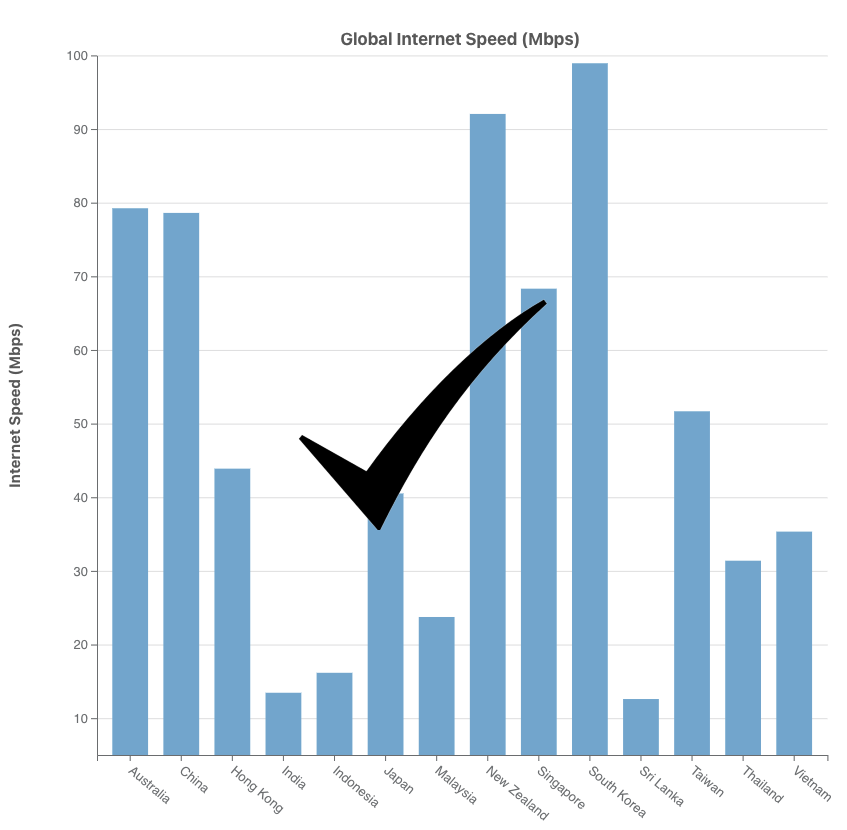 Global Internet Speed (Mbps)
Internet Speed (Mbps)
100
90
80
70
60
50
40
30
20
10
Australia
China
Hong Kong
India
Indonesia
Japan
Malaysia
New Zealand
Singapore
South Korea
Sri Lanka
Taiwan
Thailand
Vietnam